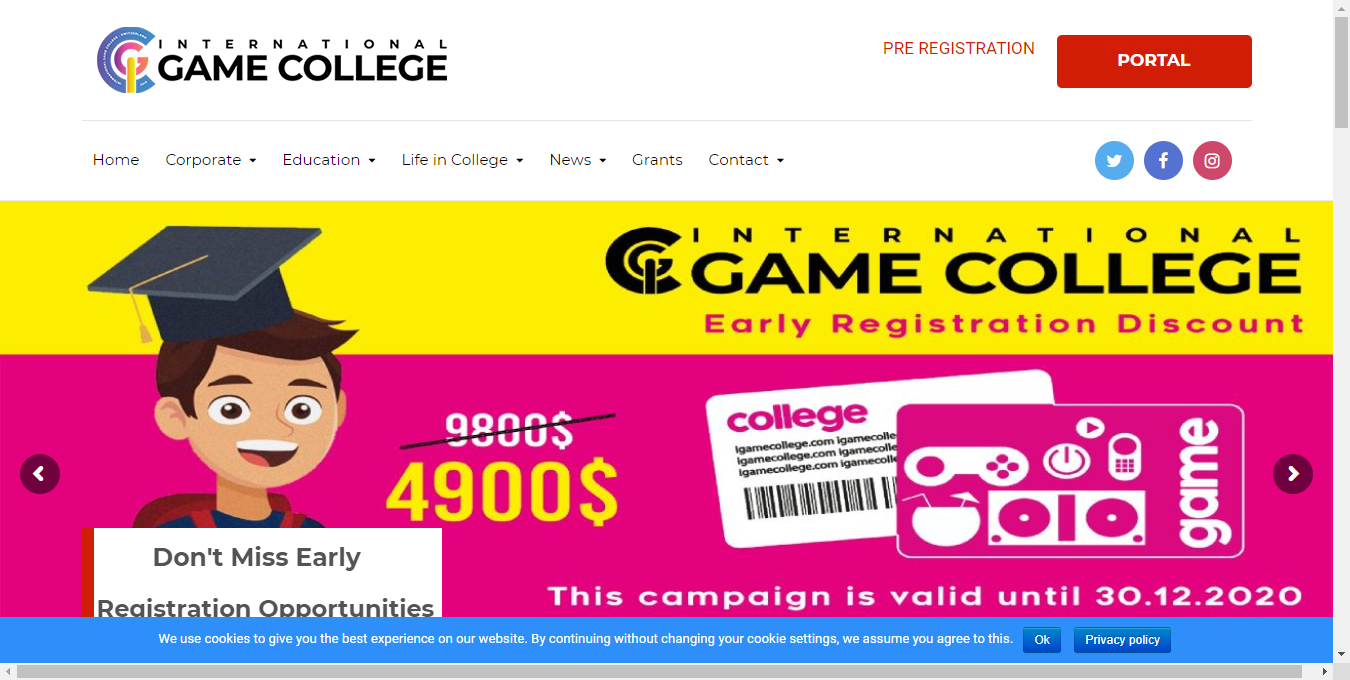 INTERNATIONAL
GAME COLLEGE
PRE REGISTRATION
PORTAL
Home
Corporate
Education
Life in College
News
Grants
Contact
INTERNATIONAL
GAME COLLEGE
Early Registration Discount
9800$
4900$
college
igamecollege.com igamecolle
igamecollege.com igamecolle
igamecollege.com igamecolle
game
Don't Miss Early
Registration Opportunities
This campaign is valid until 30.12.2020
We use cookies to give you the best experience on our website. By continuing without changing your cookie settings, we assume you agree to this.
Ok
Privacy policy